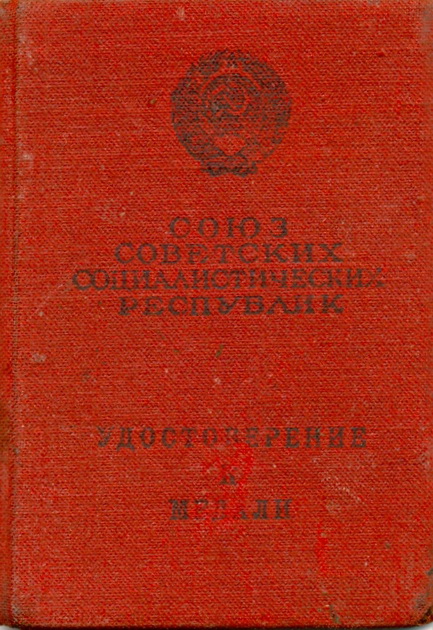 СОЮЗ
СОВЕТСКИХ
СОЦИАЛИСТИЧЕСКИХ
РЕСПУБЛИК
УДОСТОВЕРЕНИЕ
К
МЕДАЛИ